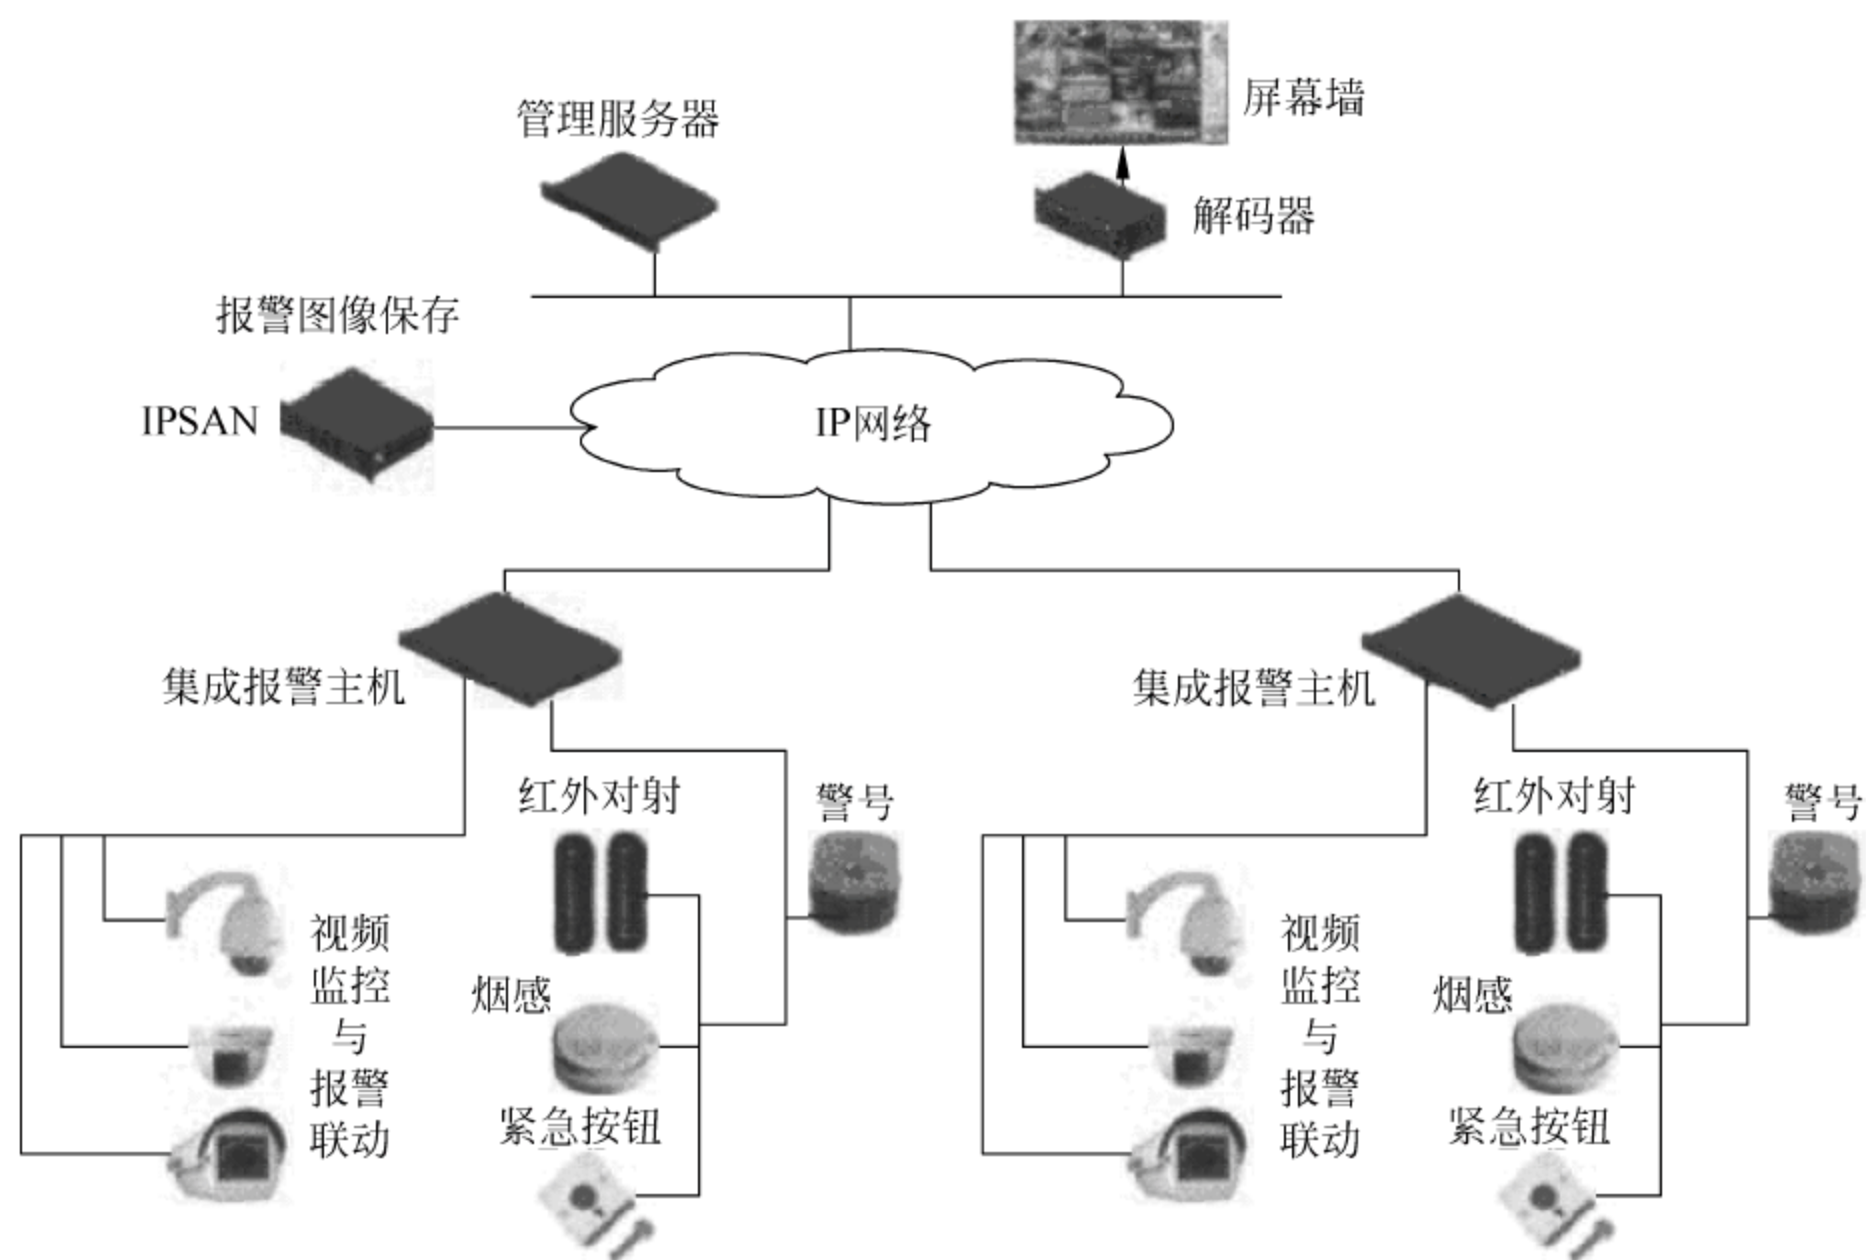 屏幕墙
管理服务器
解码器
报警图像保存
IPSAN
IP网络
集成报警主机
集成报警主机
红外对射
警号
红外对射
警号
视频
监控
与
报警
联动
烟感
紧急按钮
视频
监控
与
报警
联动
烟感
紧急按钮